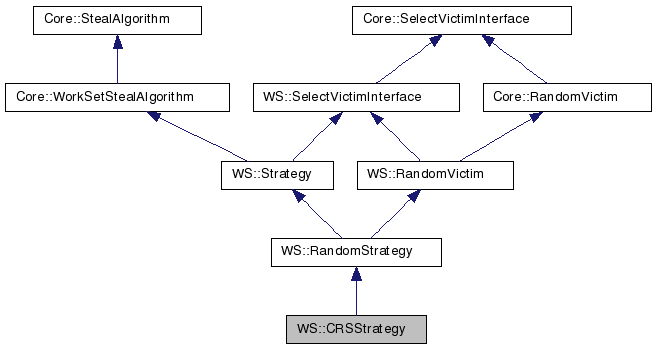 Core::StealAlgorithm
Core::SelectVictimInterface
Core::WorkSetStealAlgorithm
WS::SelectVictimInterface
Core::RandomVictim
WS::Strategy
WS::RandomVictim
WS::RandomStrategy
WS::CRSStrategy